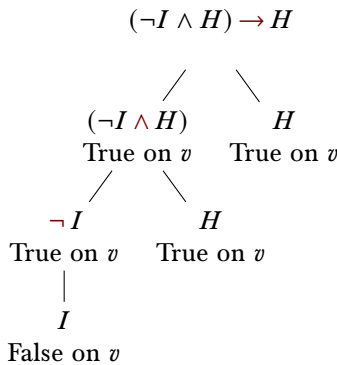 (¬I ∧ H) → H
(¬I ∧ H)
True on v
H
True on v
¬ I
True on v
H
True on v
I
False on v